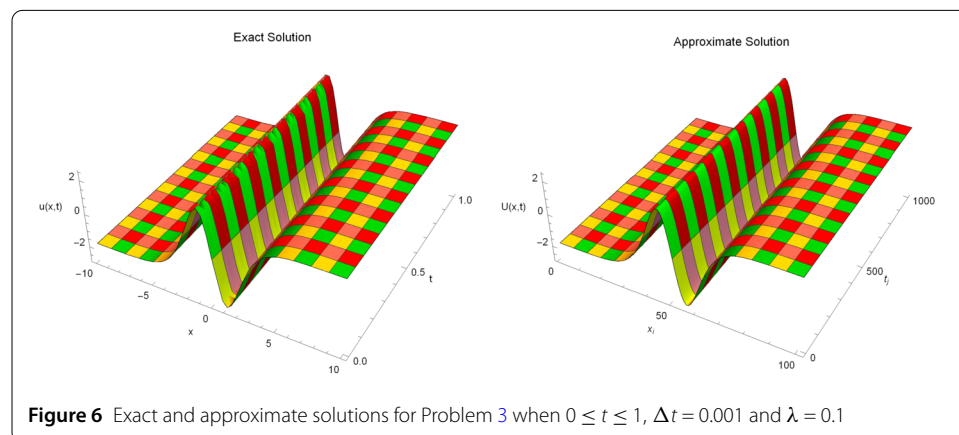 Exact Solution
2
0
−2
u(x,t)
−10
−5
0
5
10
x
0.0
0.5
1.0
t
Approximate Solution
2
0
−2
U(x,t)
0
50
100
x_i
0
500
1000
t_j
Figure 6 Exact and approximate solutions for Problem 3 when 0 ≤ t ≤ 1, Δt = 0.001 and λ = 0.1